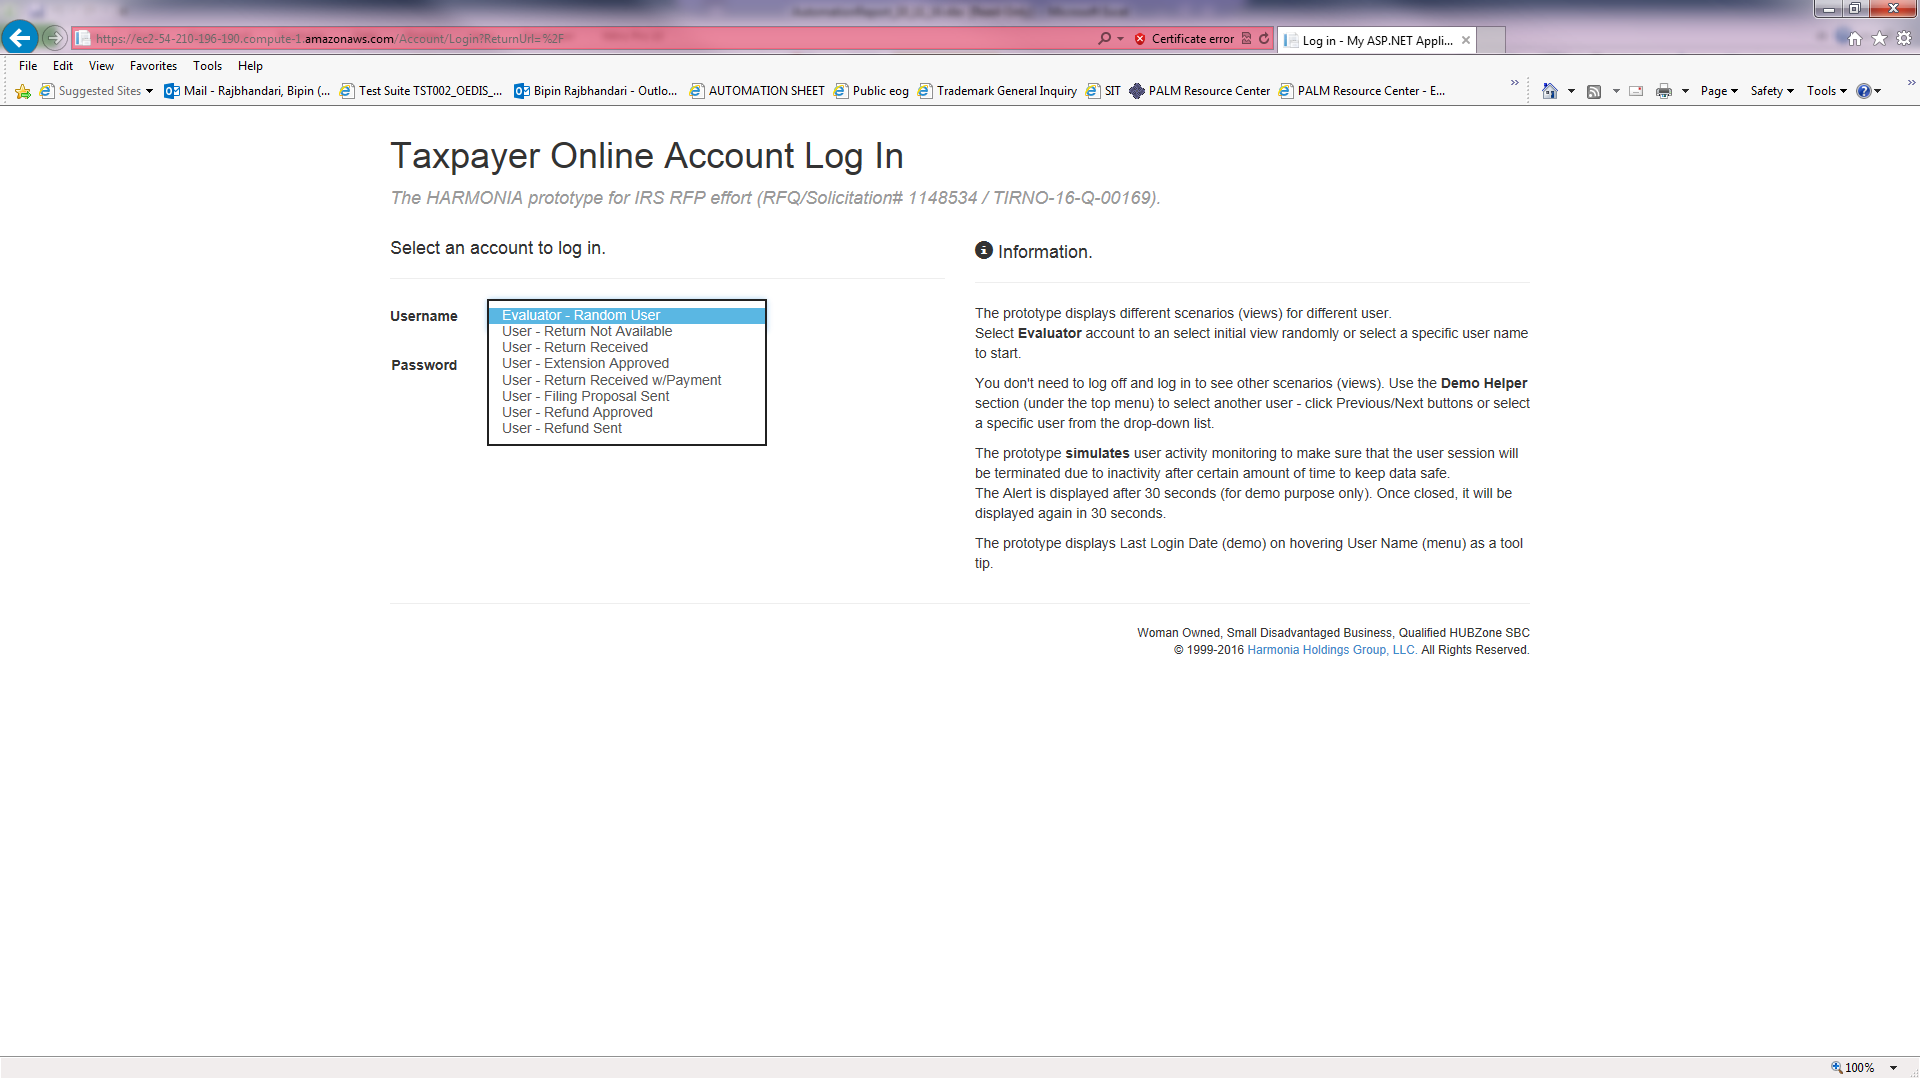 https://ec2-54-210-196-190.compute-1.amazonaws.com/Account/Login?ReturnUrl=%2F
Certificate error
Log in - My ASP.NET Appli...
File Edit View Favorites Tools Help
Suggested Sites
Mail - Rajbhandari, Bipin (...
Test Suite TST002_OEDIS_...
Bipin Rajbhandari - Outlo...
AUTOMATION SHEET
Public eog
Trademark General Inquiry
SIT
PALM Resource Center
PALM Resource Center - E...
Page Safety Tools
Taxpayer Online Account Log In
The HARMONIA prototype for IRS RFP effort (RFQ/Solicitation# 1148534 / TIRNO-16-Q-00169).
Select an account to log in.
Username
Evaluator - Random User
User - Return Not Available
User - Return Received
User - Extension Approved
User - Return Received w/Payment
User - Filing Proposal Sent
User - Refund Approved
User - Refund Sent
Password
Information.
The prototype displays different scenarios (views) for different user.
Select Evaluator account to an select initial view randomly or select a specific user name
to start.
You don't need to log off and log in to see other scenarios (views). Use the Demo Helper
section (under the top menu) to select another user - click Previous/Next buttons or select
a specific user from the drop-down list.
The prototype simulates user activity monitoring to make sure that the user session will
be terminated due to inactivity after certain amount of time to keep data safe.
The Alert is displayed after 30 seconds (for demo purpose only). Once closed, it will be
displayed again in 30 seconds.
The prototype displays Last Login Date (demo) on hovering User Name (menu) as a tool
tip.
Woman Owned, Small Disadvantaged Business, Qualified HUBZone SBC
© 1999-2016 Harmonia Holdings Group, LLC. All Rights Reserved.
100%